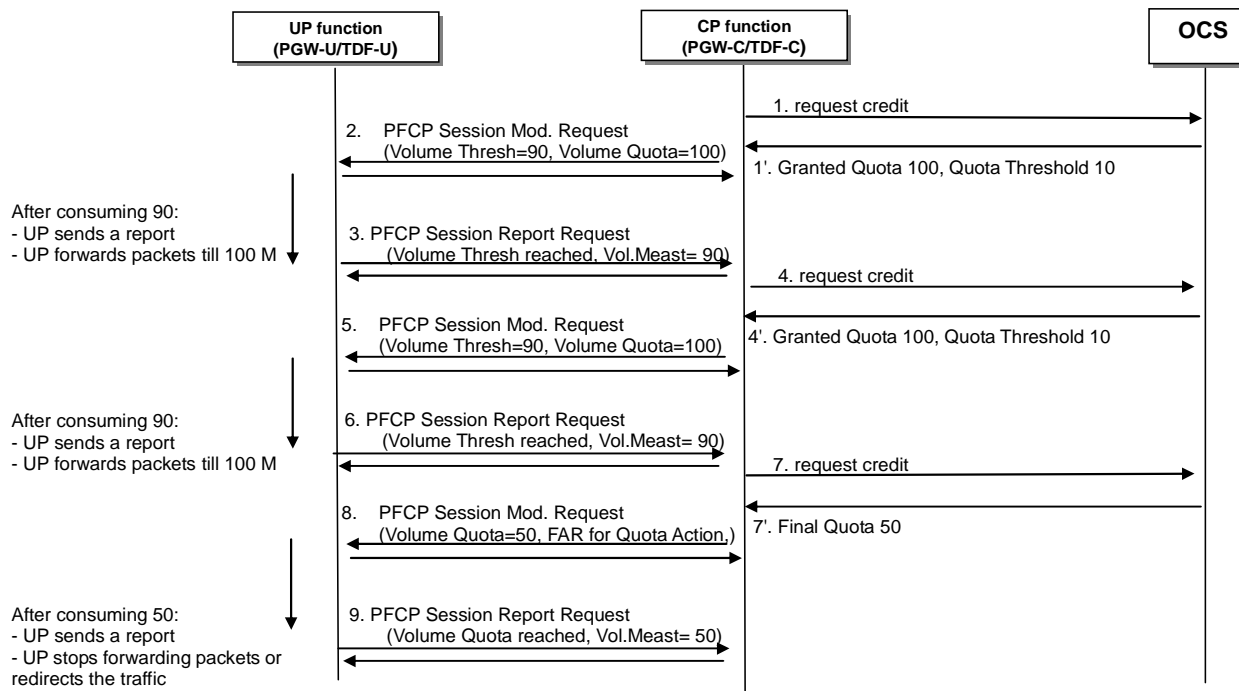 UP function
(PGW-U/TDF-U)
CP function
(PGW-C/TDF-C)
OCS
1. request credit
2. PFCP Session Mod. Request
(Volume Thresh=90, Volume Quota=100)
1'. Granted Quota 100, Quota Threshold 10
After consuming 90:
- UP sends a report
- UP forwards packets till 100 M
3. PFCP Session Report Request
(Volume Thresh reached, Vol.Meast= 90)
4. request credit
5. PFCP Session Mod. Request
(Volume Thresh=90, Volume Quota=100)
4'. Granted Quota 100, Quota Threshold 10
After consuming 90:
- UP sends a report
- UP forwards packets till 100 M
6. PFCP Session Report Request
(Volume Thresh reached, Vol.Meast= 90)
7. request credit
8. PFCP Session Mod. Request
(Volume Quota=50, FAR for Quota Action,)
7'. Final Quota 50
After consuming 50:
- UP sends a report
- UP stops forwarding packets or
redirects the traffic
9. PFCP Session Report Request
(Volume Quota reached, Vol.Meast= 50)